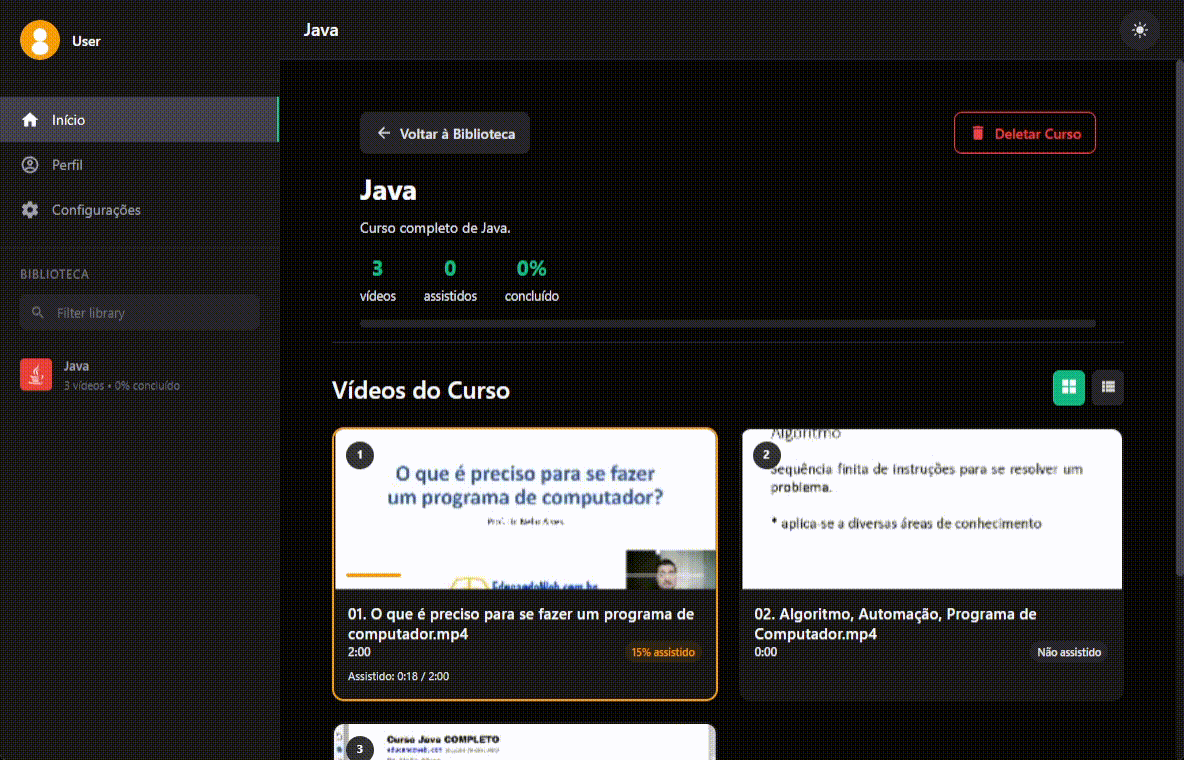 User
Java
Início
Perfil
Configurações
BIBLIOTECA
Filter library
Java
3 vídeos • 0% concluído
Voltar à Biblioteca
Deletar Curso
Java
Curso completo de Java.
3
0
0%
vídeos
assistidos
concluído
Vídeos do Curso
1
O que é preciso para se fazer
um programa de computador?
01. O que é preciso para se fazer um programa de
computador.mp4
2:00
15% assistido
Assistido: 0:18 / 2:00
2
Algoritmo
Sequência finita de instruções para se resolver um
problema.
* aplica-se a diversas áreas de conhecimento
02. Algoritmo, Automação, Programa de
Computador.mp4
0:00
Não assistido
3
Curso Java COMPLETO